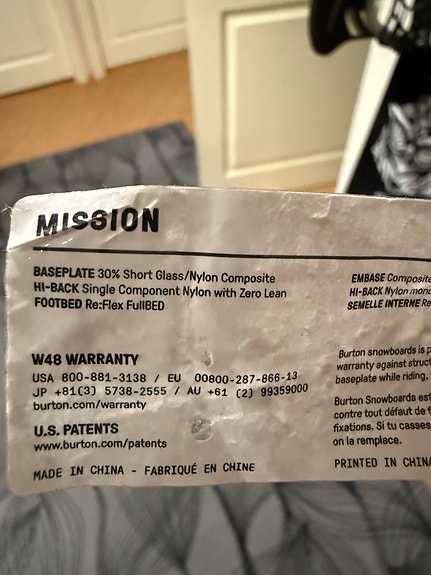 MISSION
BASEPLATE 30% Short Glass/Nylon Composite
HI-BACK Single Component Nylon with Zero Lean
FOOTBED Re:Flex FullBED
W48 WARRANTY
USA 800-881-3138 / EU 00800-287-866-13
JP +81(3) 5738-2555 / AU +61 (2) 99359000
burton.com/warranty
U.S. PATENTS
www.burton.com/patents
MADE IN CHINA - FABRIQUÉ EN CHINE
EMBASE Composite
HI-BACK Nylon mono
SEMELLE INTERNE Re
Burton snowboards is p
warranty against struct
baseplate while riding,
Burton Snowboards est
contre tout défaut de f
fixations. Si tu casses
on la remplace.
PRINTED IN CHINA